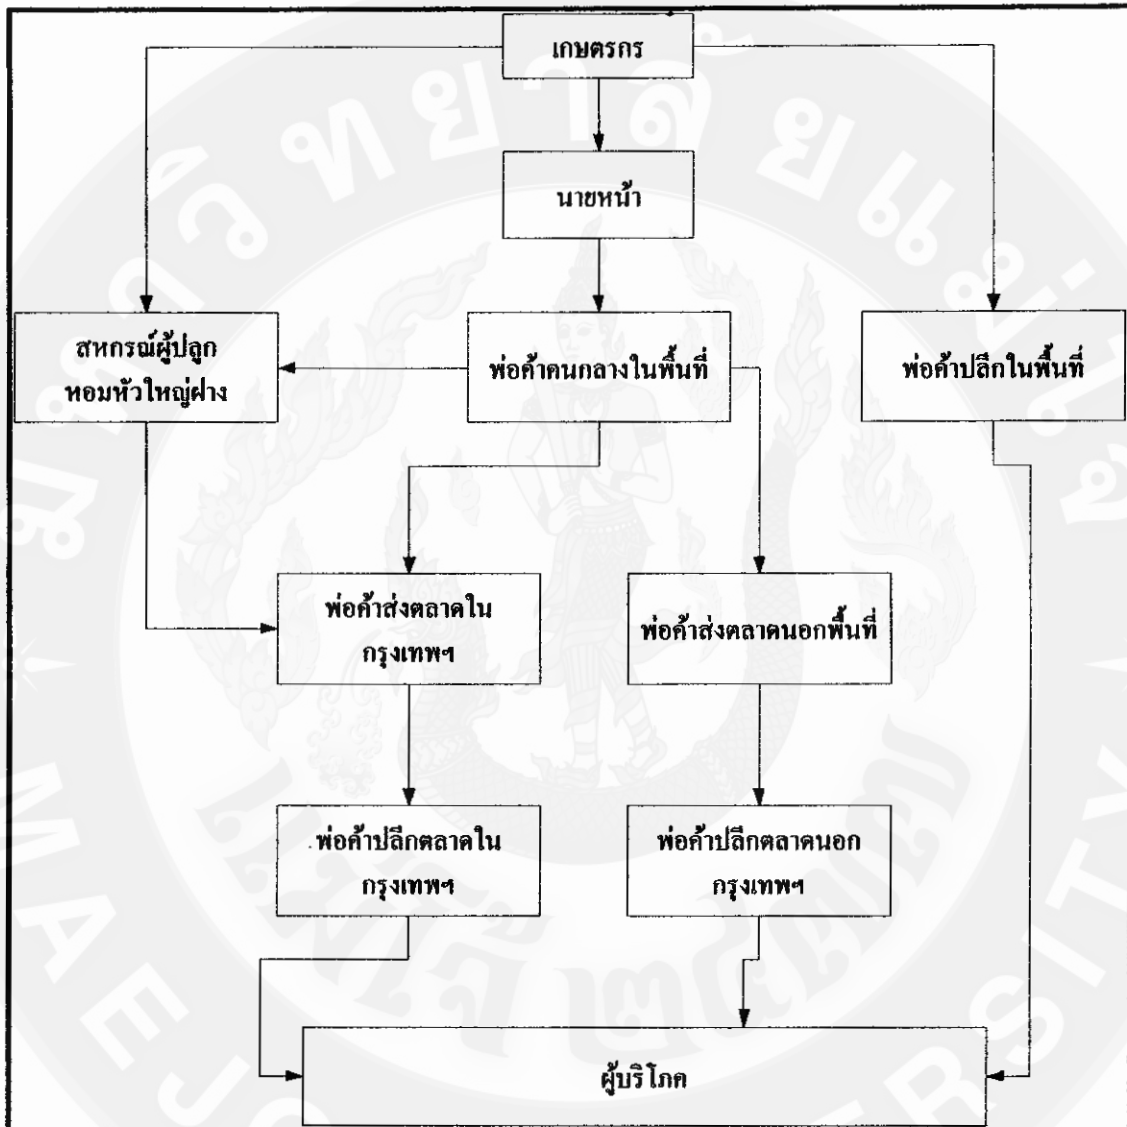 เกษตรกร
นายหน้า
สหกรณ์ผู้ปลูก
หอมหัวใหญ่ฝาง
พ่อค้าคนกลางในพื้นที่
พ่อค้าปลีกในพื้นที่
พ่อค้าส่งตลาดใน
กรุงเทพฯ
พ่อค้าส่งตลาดนอกพื้นที่
พ่อค้าปลีกตลาดใน
กรุงเทพฯ
พ่อค้าปลีกตลาดนอก
กรุงเทพฯ
ผู้บริโภค